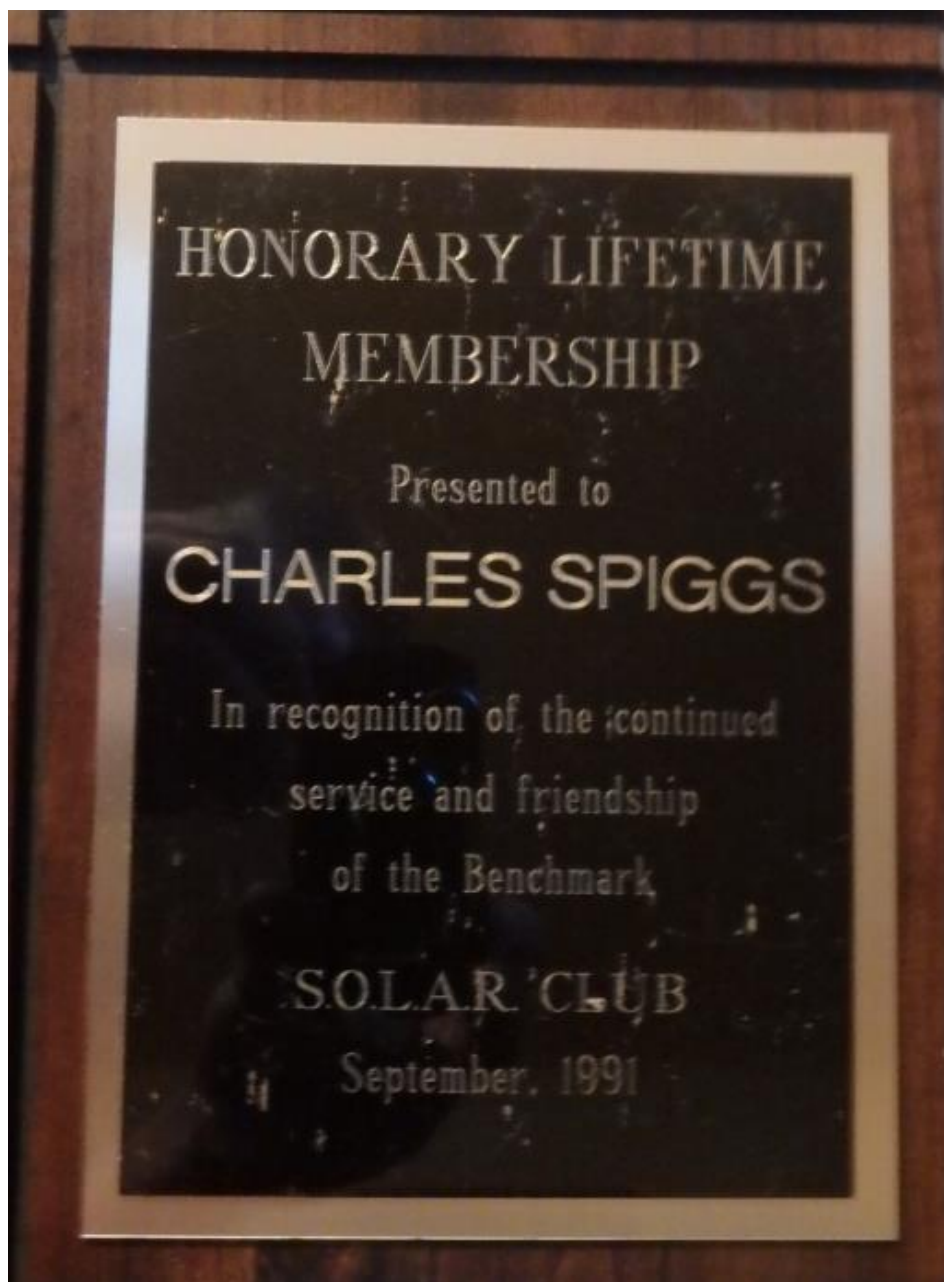 HONORARY LIFETIME
MEMBERSHIP
Presented to
CHARLES SPIGGS
In recognition of the continued
service and friendship
of the Benchmark
S.O.L.A.R. CLUB
September, 1991